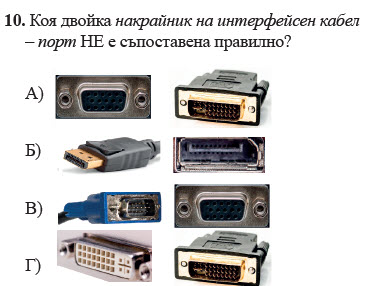 10. Коя двойка накрайник на интерфейсен кабел
– порт НЕ е съпоставена правилно?
А)
Б)
В)
Г)